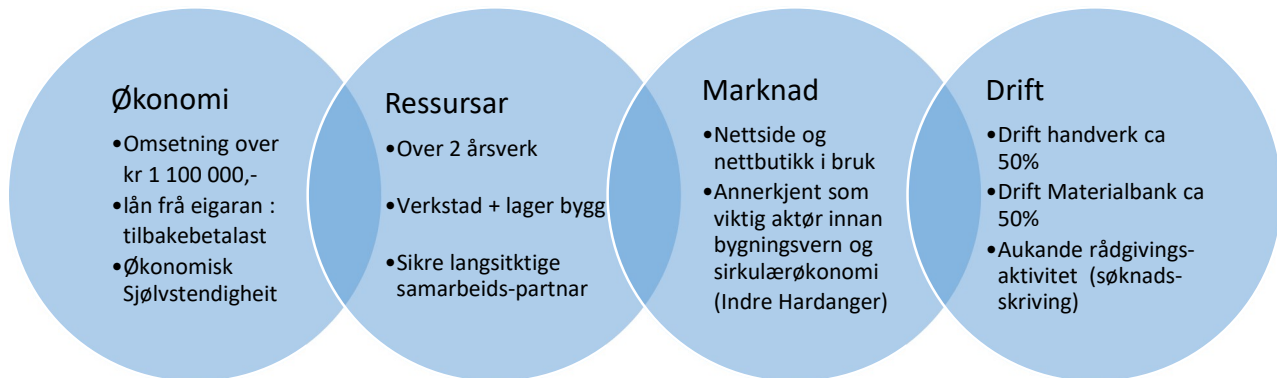 Økonomi
•Omsetning over
kr 1 100 000,-
•lån frå eigaran :
tilbakebetalast
•Økonomisk
Sjølvstendigheit
Ressursar
•Over 2 årsverk
•Verkstad + lager bygg
•Sikre langsitktige
samarbeids-partnar
Marknad
•Nettside og
nettbutikk i bruk
•Annerkjent som
viktig aktør innan
bygningsvern og
sirkulærøkonomi
(Indre Hardanger)
Drift
•Drift handverk ca
50%
•Drift Materialbank ca
50%
•Aukande rådgivings-
aktivitet (søknads-
skriving)